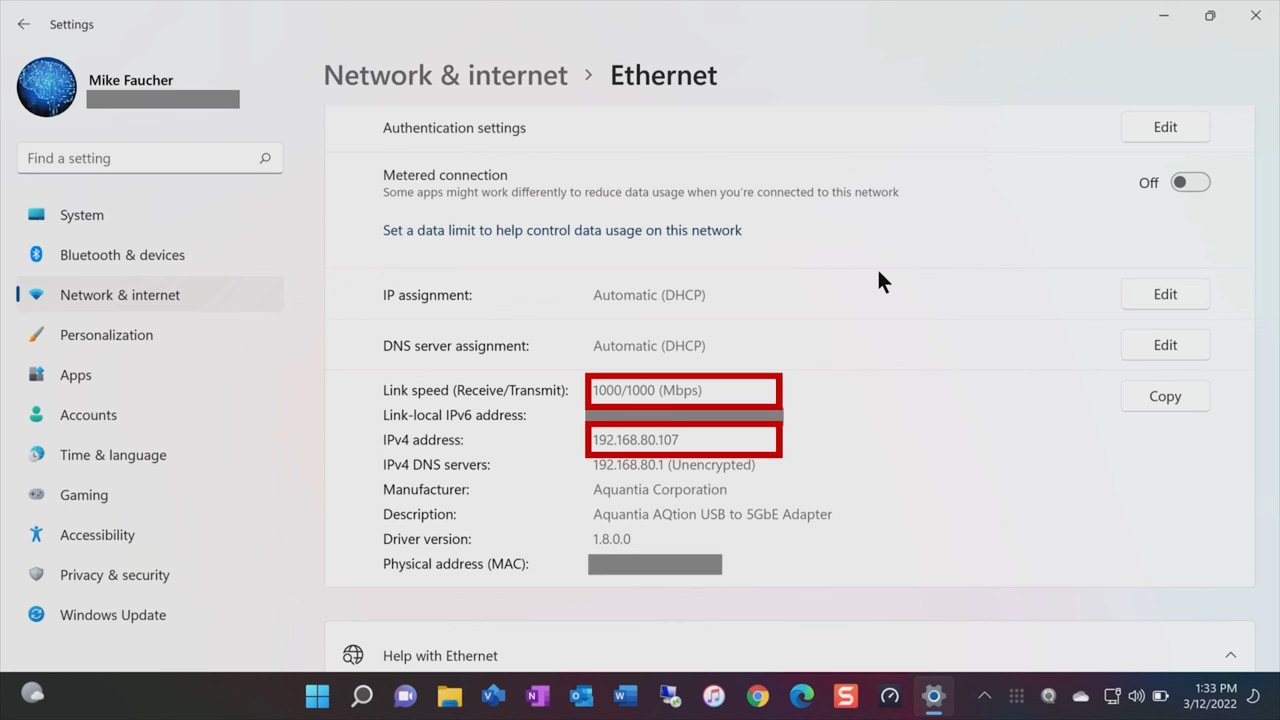 Settings
Mike Faucher
Find a setting
System
Bluetooth & devices
Network & internet
Personalization
Apps
Accounts
Time & language
Gaming
Accessibility
Privacy & security
Windows Update
Network & internet > Ethernet
Authentication settings Edit
Metered connection
Some apps might work differently to reduce data usage when you're connected to this network
Off
Set a data limit to help control data usage on this network
IP assignment: Automatic (DHCP) Edit
DNS server assignment: Automatic (DHCP) Edit
Link speed (Receive/Transmit): 1000/1000 (Mbps) Copy
Link-local IPv6 address:
IPv4 address: 192.168.80.107
IPv4 DNS servers: 192.168.80.1 (Unencrypted)
Manufacturer: Aquantia Corporation
Description: Aquantia AQtion USB to 5GbE Adapter
Driver version: 1.8.0.0
Physical address (MAC):
Help with Ethernet
1:33 PM
3/12/2022